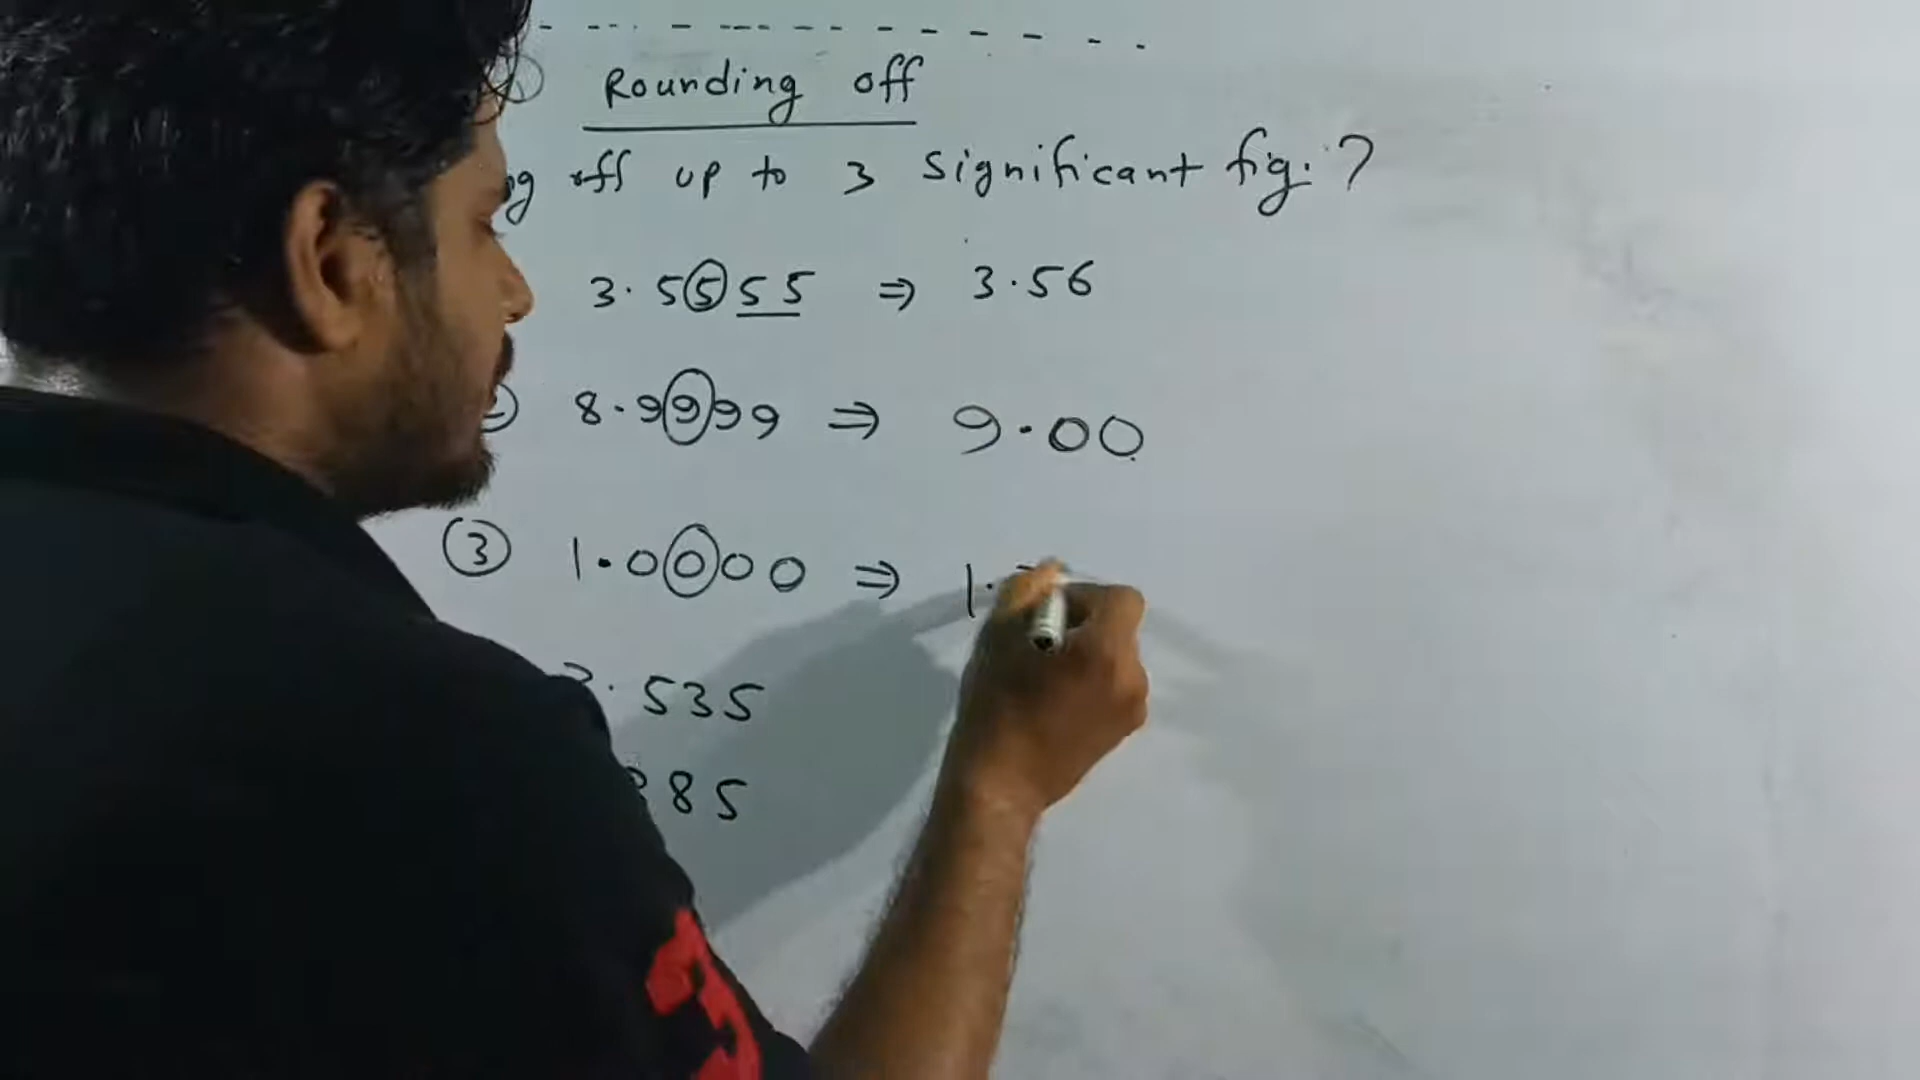 Rounding off
off up to 3 significant fig. ?
3.5555 ⇒ 3.56
8.9999 ⇒ 9.00
③ 1.0000 ⇒ 1.
.535
85